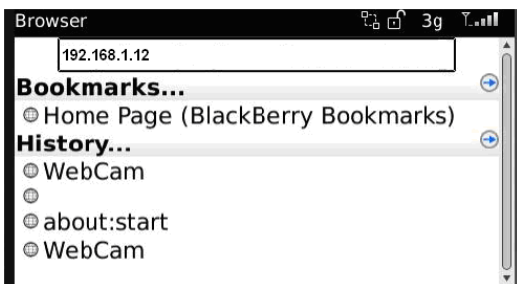 Browser 3g
192.168.1.12
Bookmarks...
Home Page (BlackBerry Bookmarks)
History...
WebCam
about:start
WebCam